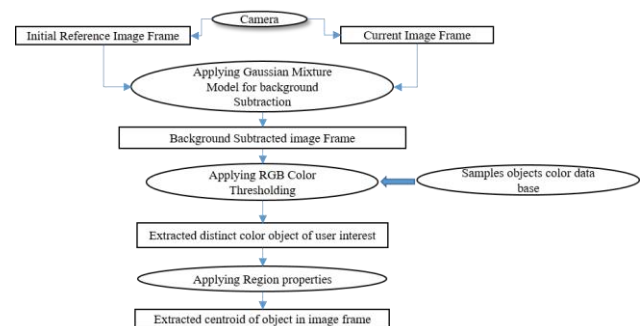 Camera
Initial Reference Image Frame
Current Image Frame
Applying Gaussian Mixture
Model for background
Subtraction
Background Subtracted image Frame
Applying RGB Color
Thresholding
Samples objects color data
base
Extracted distinct color object of user interest
Applying Region properties
Extracted centroid of object in image frame